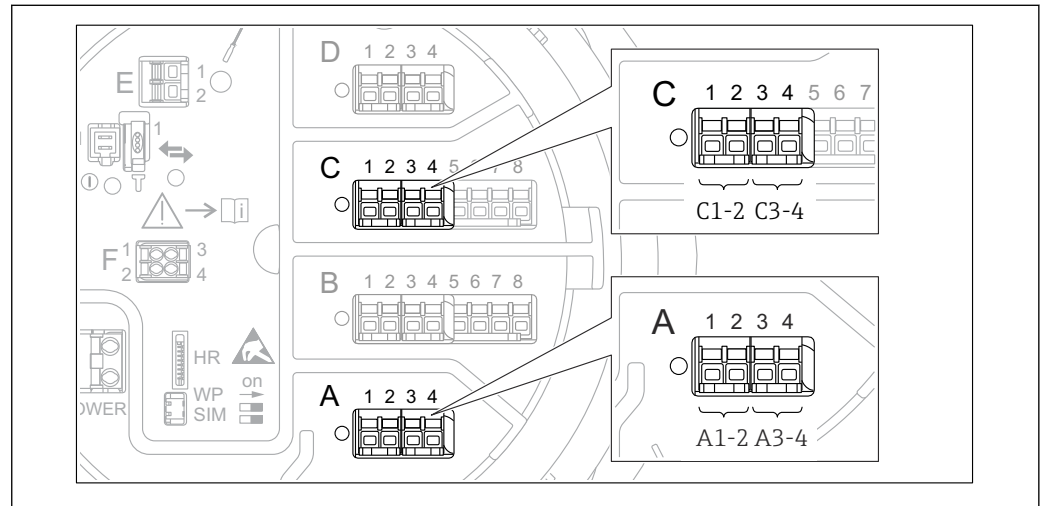 D 1 2 3 4
E 1
2
1
C 1 2 3 4 5 6 7 8
i
F 1 3
2 4
B 1 2 3 4 5 6 7 8
HR
WP on
SIM
OWER
A 1 2 3 4
C 1 2 3 4 5 6 7
C1-2 C3-4
A 1 2 3 4
A1-2 A3-4